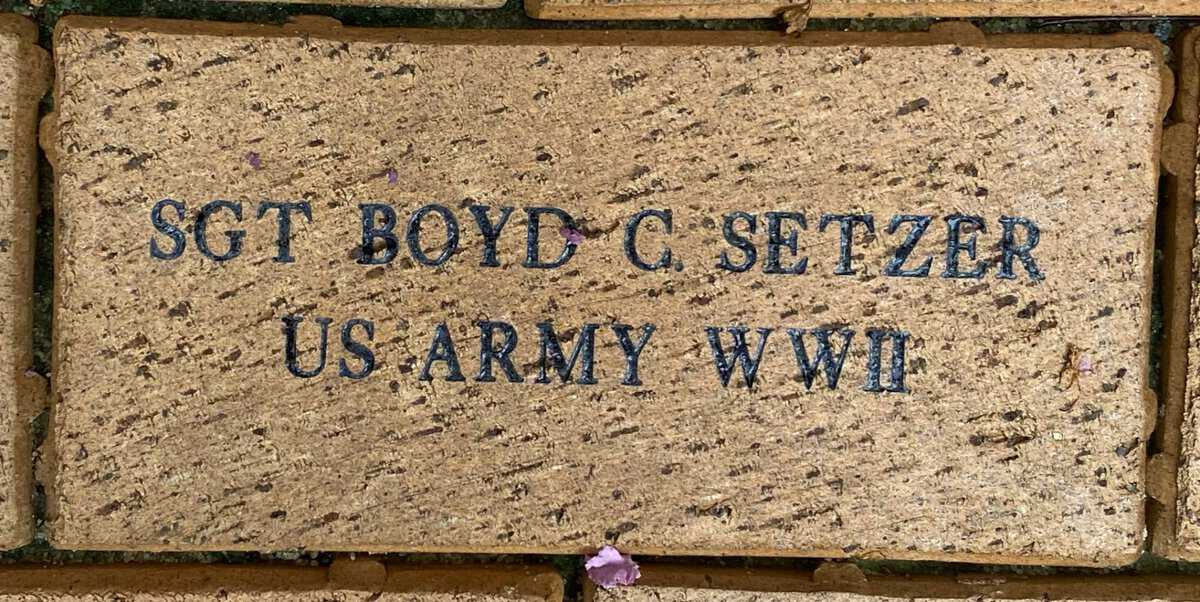 SGT BOYD C. SETZER
US ARMY WWII